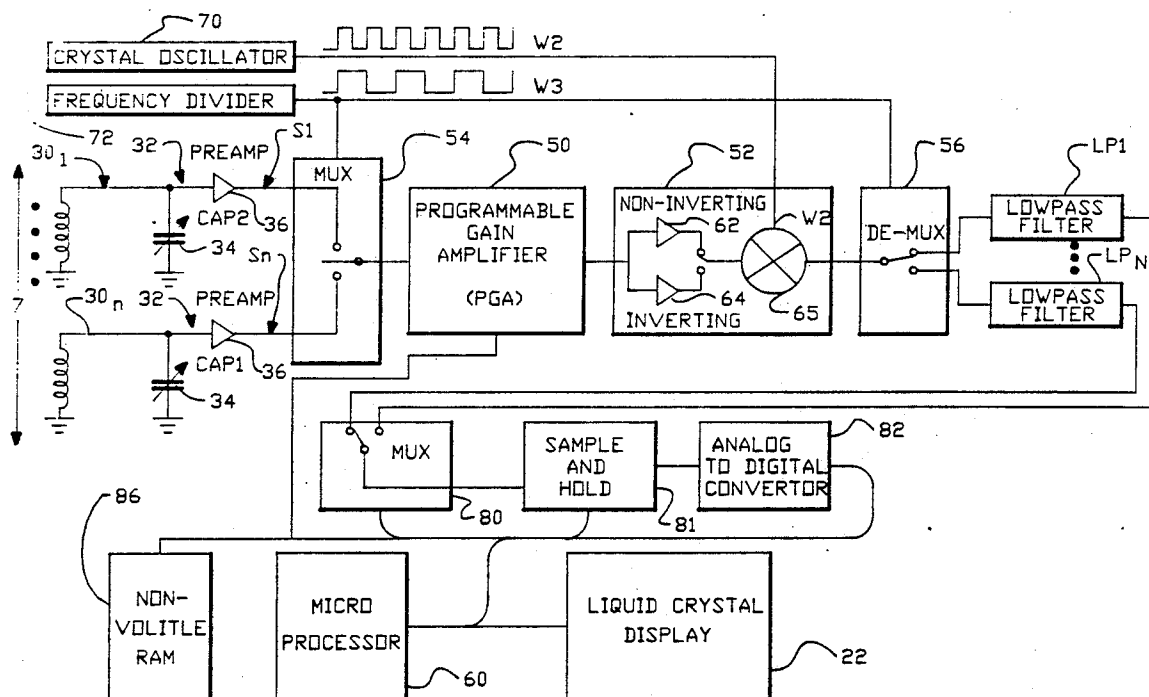 70
CRYSTAL OSCILLATOR
W2
FREQUENCY DIVIDER
W3
72
30 1
32
PREAMP
S1
54
50
52
56
LP1
MUX
CAP2
34
36
PROGRAMMABLE
GAIN
AMPLIFIER
(PGA)
NON-INVERTING
62
W2
64
INVERTING
65
DE-MUX
LOWPASS
FILTER
LP N
LOWPASS
FILTER
7
30 n
32
PREAMP
Sn
CAP1
34
36
MUX
80
SAMPLE
AND
HOLD
81
ANALOG
TO DIGITAL
CONVERTOR
82
86
NON-
VOLITLE
RAM
MICRO
PROCESSOR
60
LIQUID CRYSTAL
DISPLAY
22